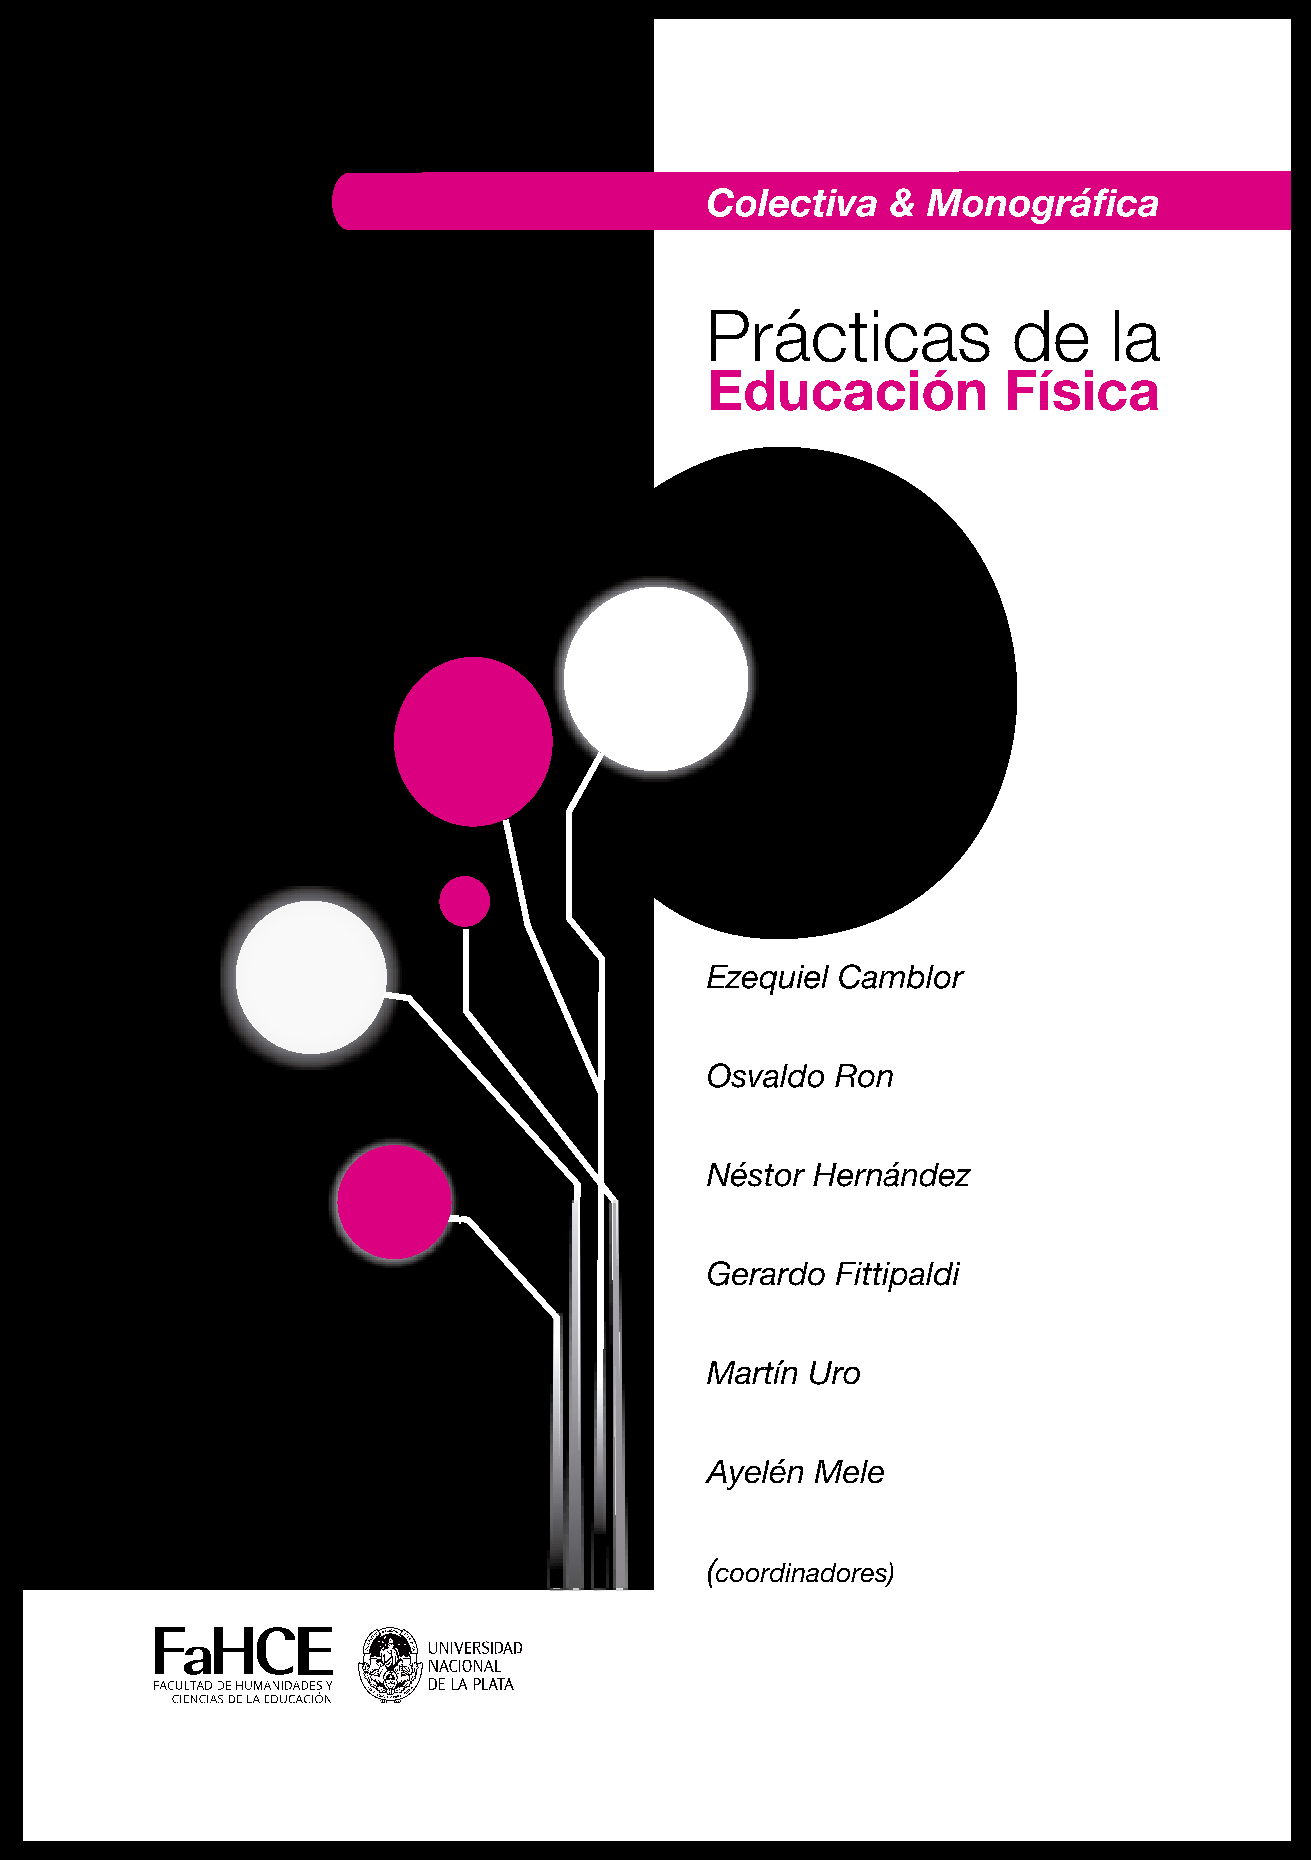 Colectiva & Monográfica
Prácticas de la
Educación Física
Ezequiel Camblor
Osvaldo Ron
Néstor Hernández
Gerardo Fittipaldi
Martín Uro
Ayelén Mele
(coordinadores)
FaHCE
FACULTAD DE HUMANIDADES Y
CIENCIAS DE LA EDUCACIÓN
UNIVERSIDAD
NACIONAL
DE LA PLATA